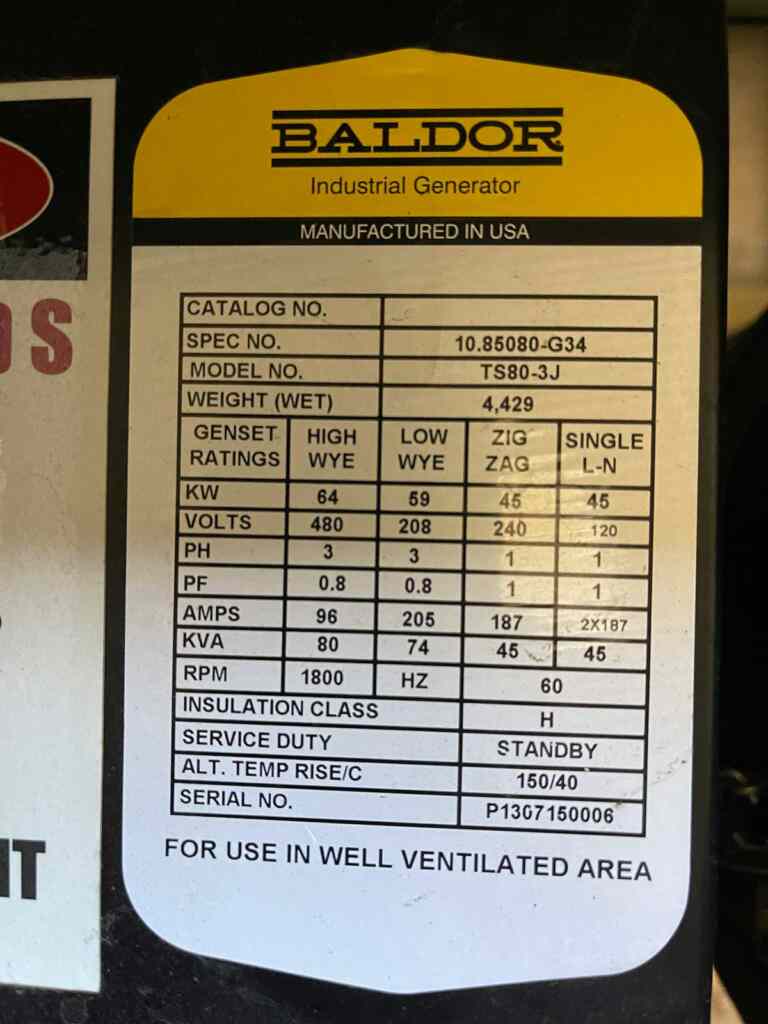 BALDOR
Industrial Generator
MANUFACTURED IN USA
CATALOG NO.
SPEC NO. 10.85080-G34
MODEL NO. TS80-3J
WEIGHT (WET) 4,429
GENSET RATINGS HIGH WYE LOW WYE ZIG ZAG SINGLE L-N
KW 64 59 45 45
VOLTS 480 208 240 120
PH 3 3 1 1
PF 0.8 0.8 1 1
AMPS 96 205 187 2X187
KVA 80 74 45 45
RPM 1800 HZ 60
INSULATION CLASS H
SERVICE DUTY STANDBY
ALT. TEMP RISE/C 150/40
SERIAL NO. P1307150006
FOR USE IN WELL VENTILATED AREA